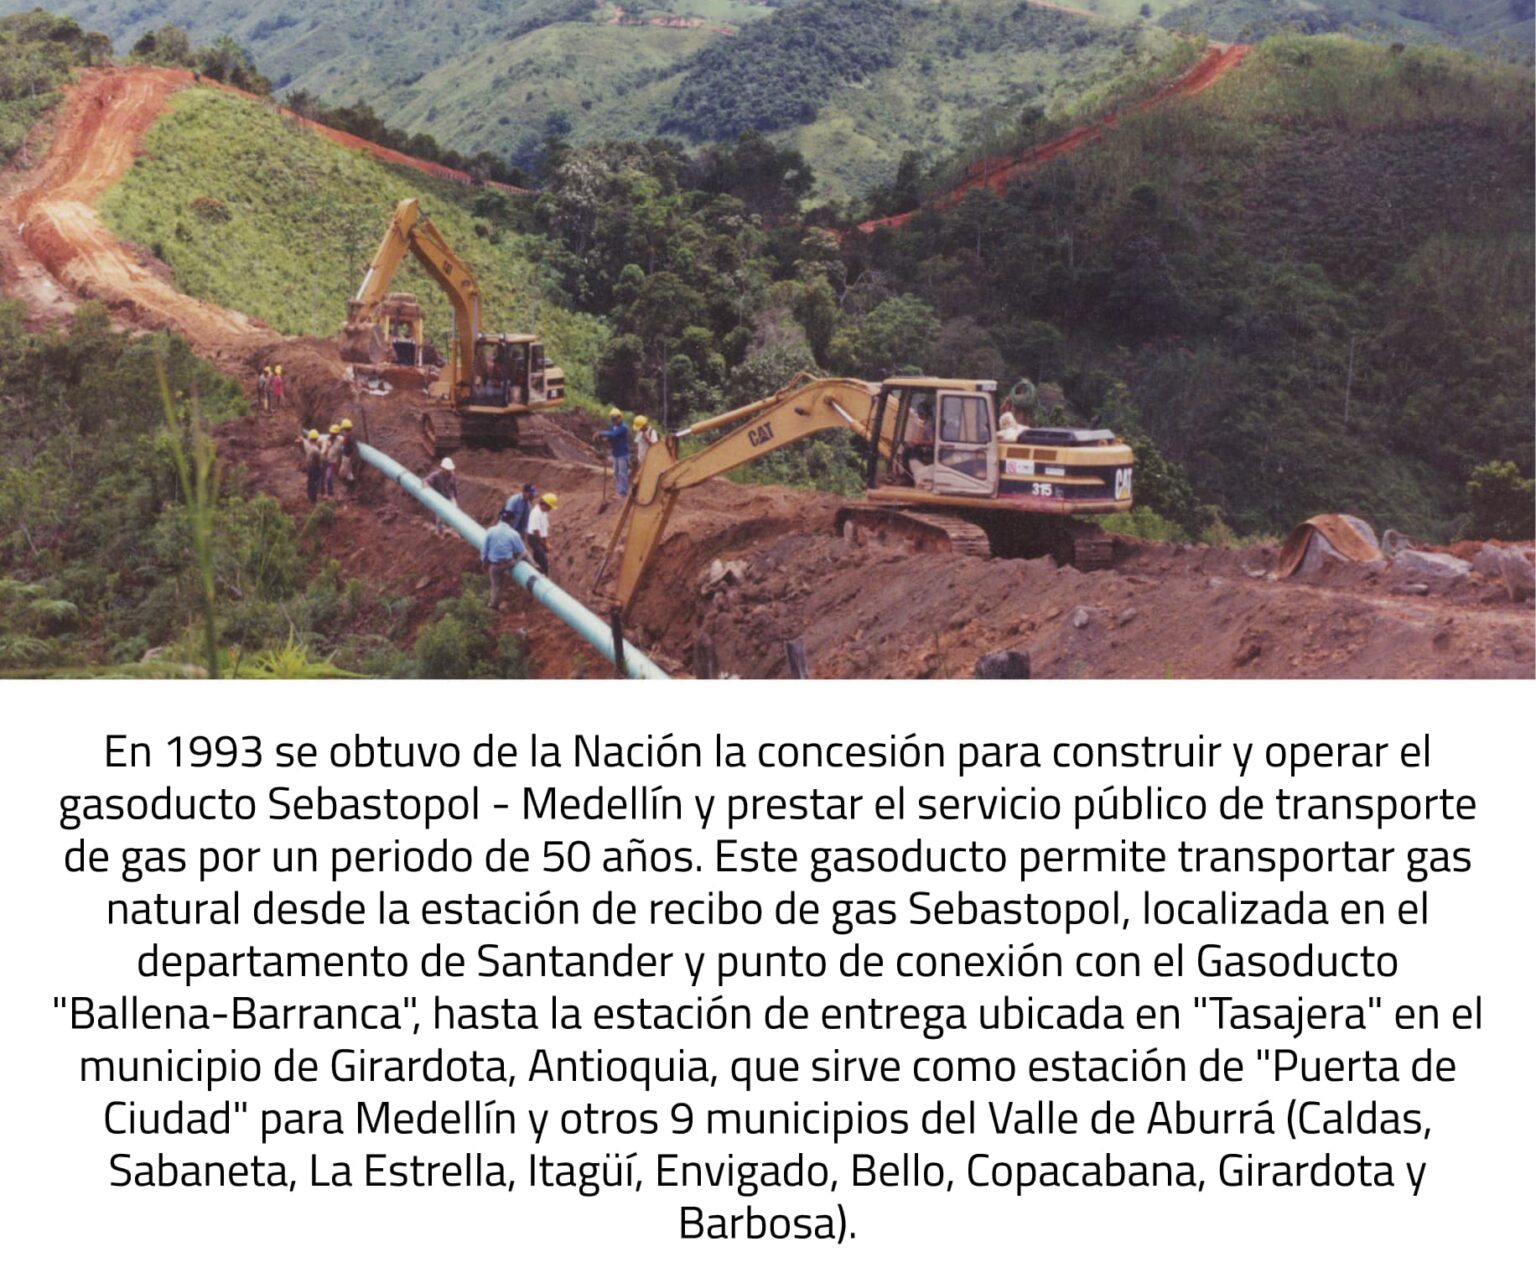 CAT
315
CAT
En 1993 se obtuvo de la Nación la concesión para construir y operar el
gasoducto Sebastopol - Medellín y prestar el servicio público de transporte
de gas por un periodo de 50 años. Este gasoducto permite transportar gas
natural desde la estación de recibo de gas Sebastopol, localizada en el
departamento de Santander y punto de conexión con el Gasoducto
"Ballena-Barranca", hasta la estación de entrega ubicada en "Tasajera" en el
municipio de Girardota, Antioquia, que sirve como estación de "Puerta de
Ciudad" para Medellín y otros 9 municipios del Valle de Aburrá (Caldas,
Sabaneta, La Estrella, Itagüí, Envigado, Bello, Copacabana, Girardota y
Barbosa).